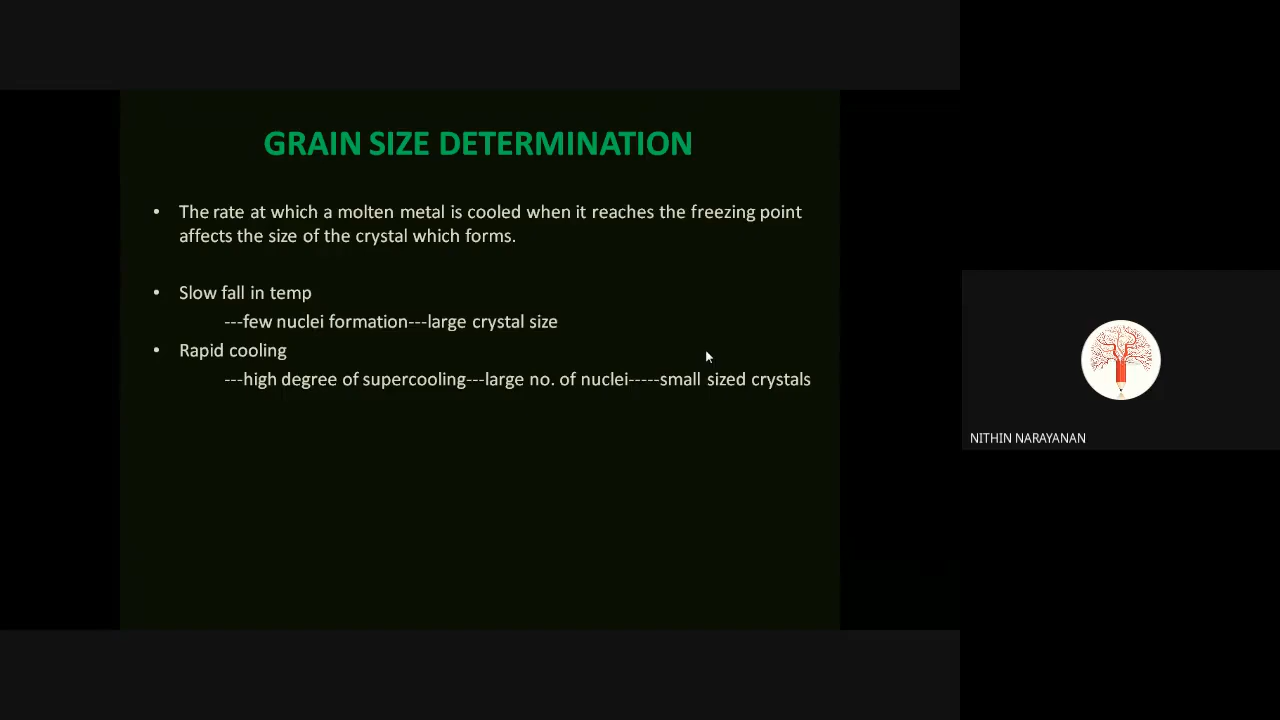 GRAIN SIZE DETERMINATION
• The rate at which a molten metal is cooled when it reaches the freezing point
affects the size of the crystal which forms.
• Slow fall in temp
---few nuclei formation---large crystal size
• Rapid cooling
---high degree of supercooling---large no. of nuclei-----small sized crystals
NITHIN NARAYANAN